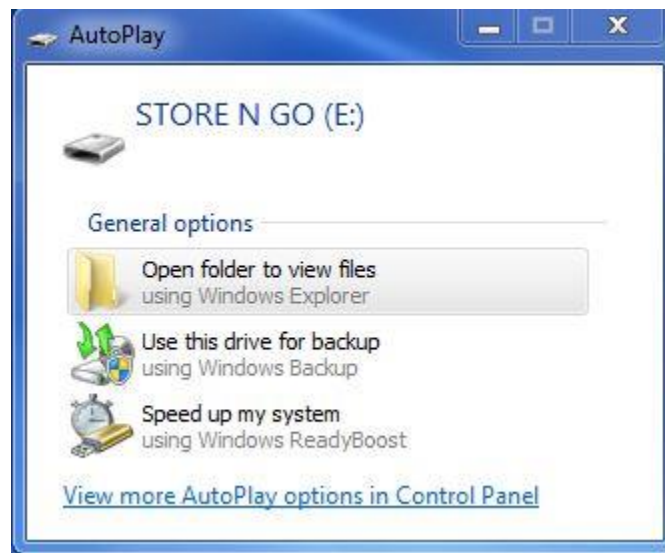 AutoPlay
STORE N GO (E:)
General options
Open folder to view files
using Windows Explorer
Use this drive for backup
using Windows Backup
Speed up my system
using Windows ReadyBoost
View more AutoPlay options in Control Panel